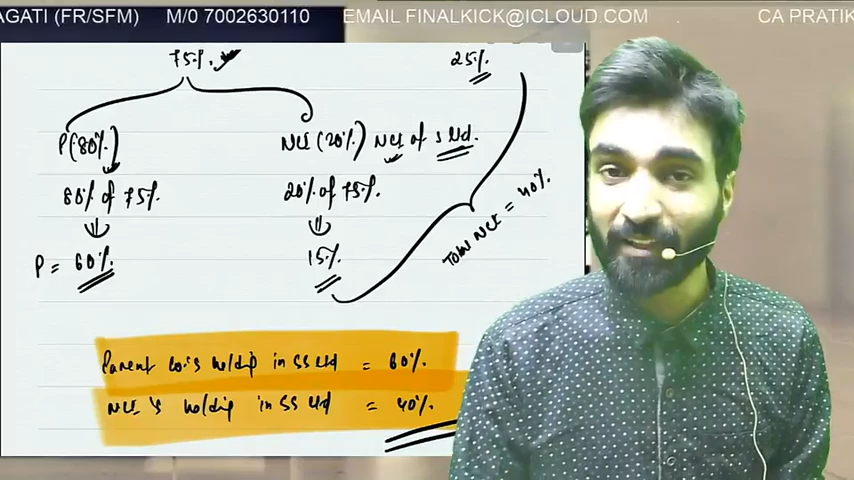 AGATI (FR/SFM) M/0 7002630110 EMAIL FINALKICK@ICLOUD.COM . CA PRATIK
75%. 25%.
P(80%) NCI (20%) NCI of S Ltd.
80% of 75%. 20% of 75%.
P = 60%. 15%.
Total NCI = 40%.
Parent Co's holdip in SS Ltd = 60%.
NCI's holdip in SS Ltd = 40%.